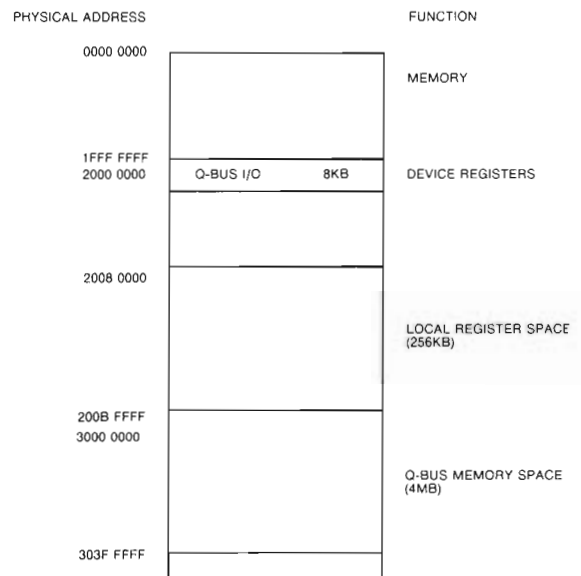 PHYSICAL ADDRESS FUNCTION
0000 0000
MEMORY
1FFF FFFF
2000 0000 Q-BUS I/O 8KB DEVICE REGISTERS
2008 0000
LOCAL REGISTER SPACE
(256KB)
200B FFFF
3000 0000
Q-BUS MEMORY SPACE
(4MB)
303F FFFF